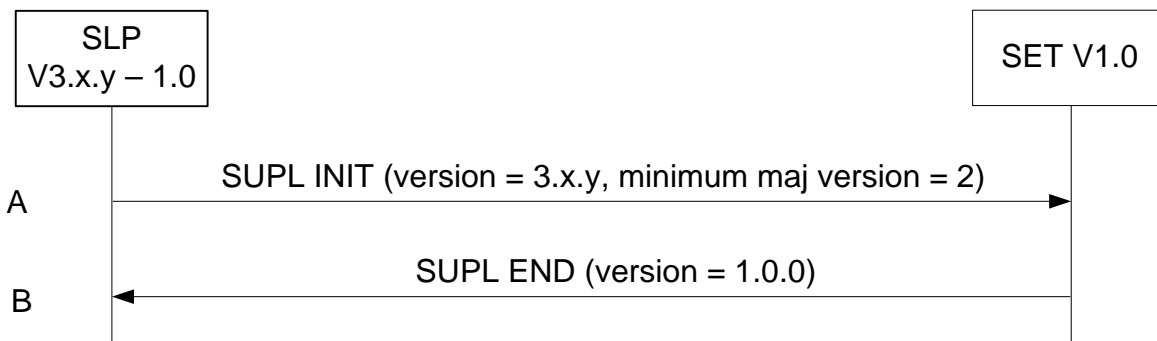 SLP
V3.x.y – 1.0
SET V1.0
SUPL INIT (version = 3.x.y, minimum maj version = 2)
A
SUPL END (version = 1.0.0)
B